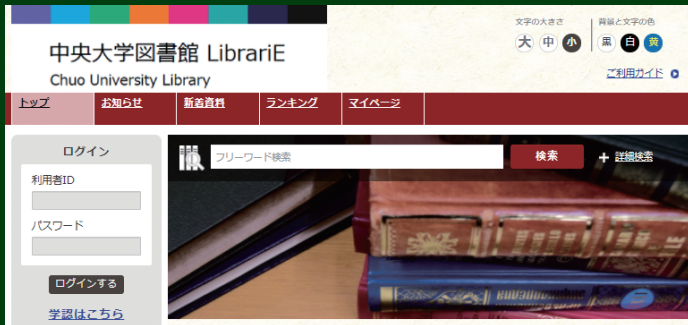 文字の大きさ
背景と文字の色
大 中 小
黒 白 黄
中央大学図書館 LibrariE
Chuo University Library
ご利用ガイド
トップ お知らせ 新着資料 ランキング マイページ
ログイン
フリーワード検索 検索 + 詳細検索
利用者ID
パスワード
ログインする
学認はこちら